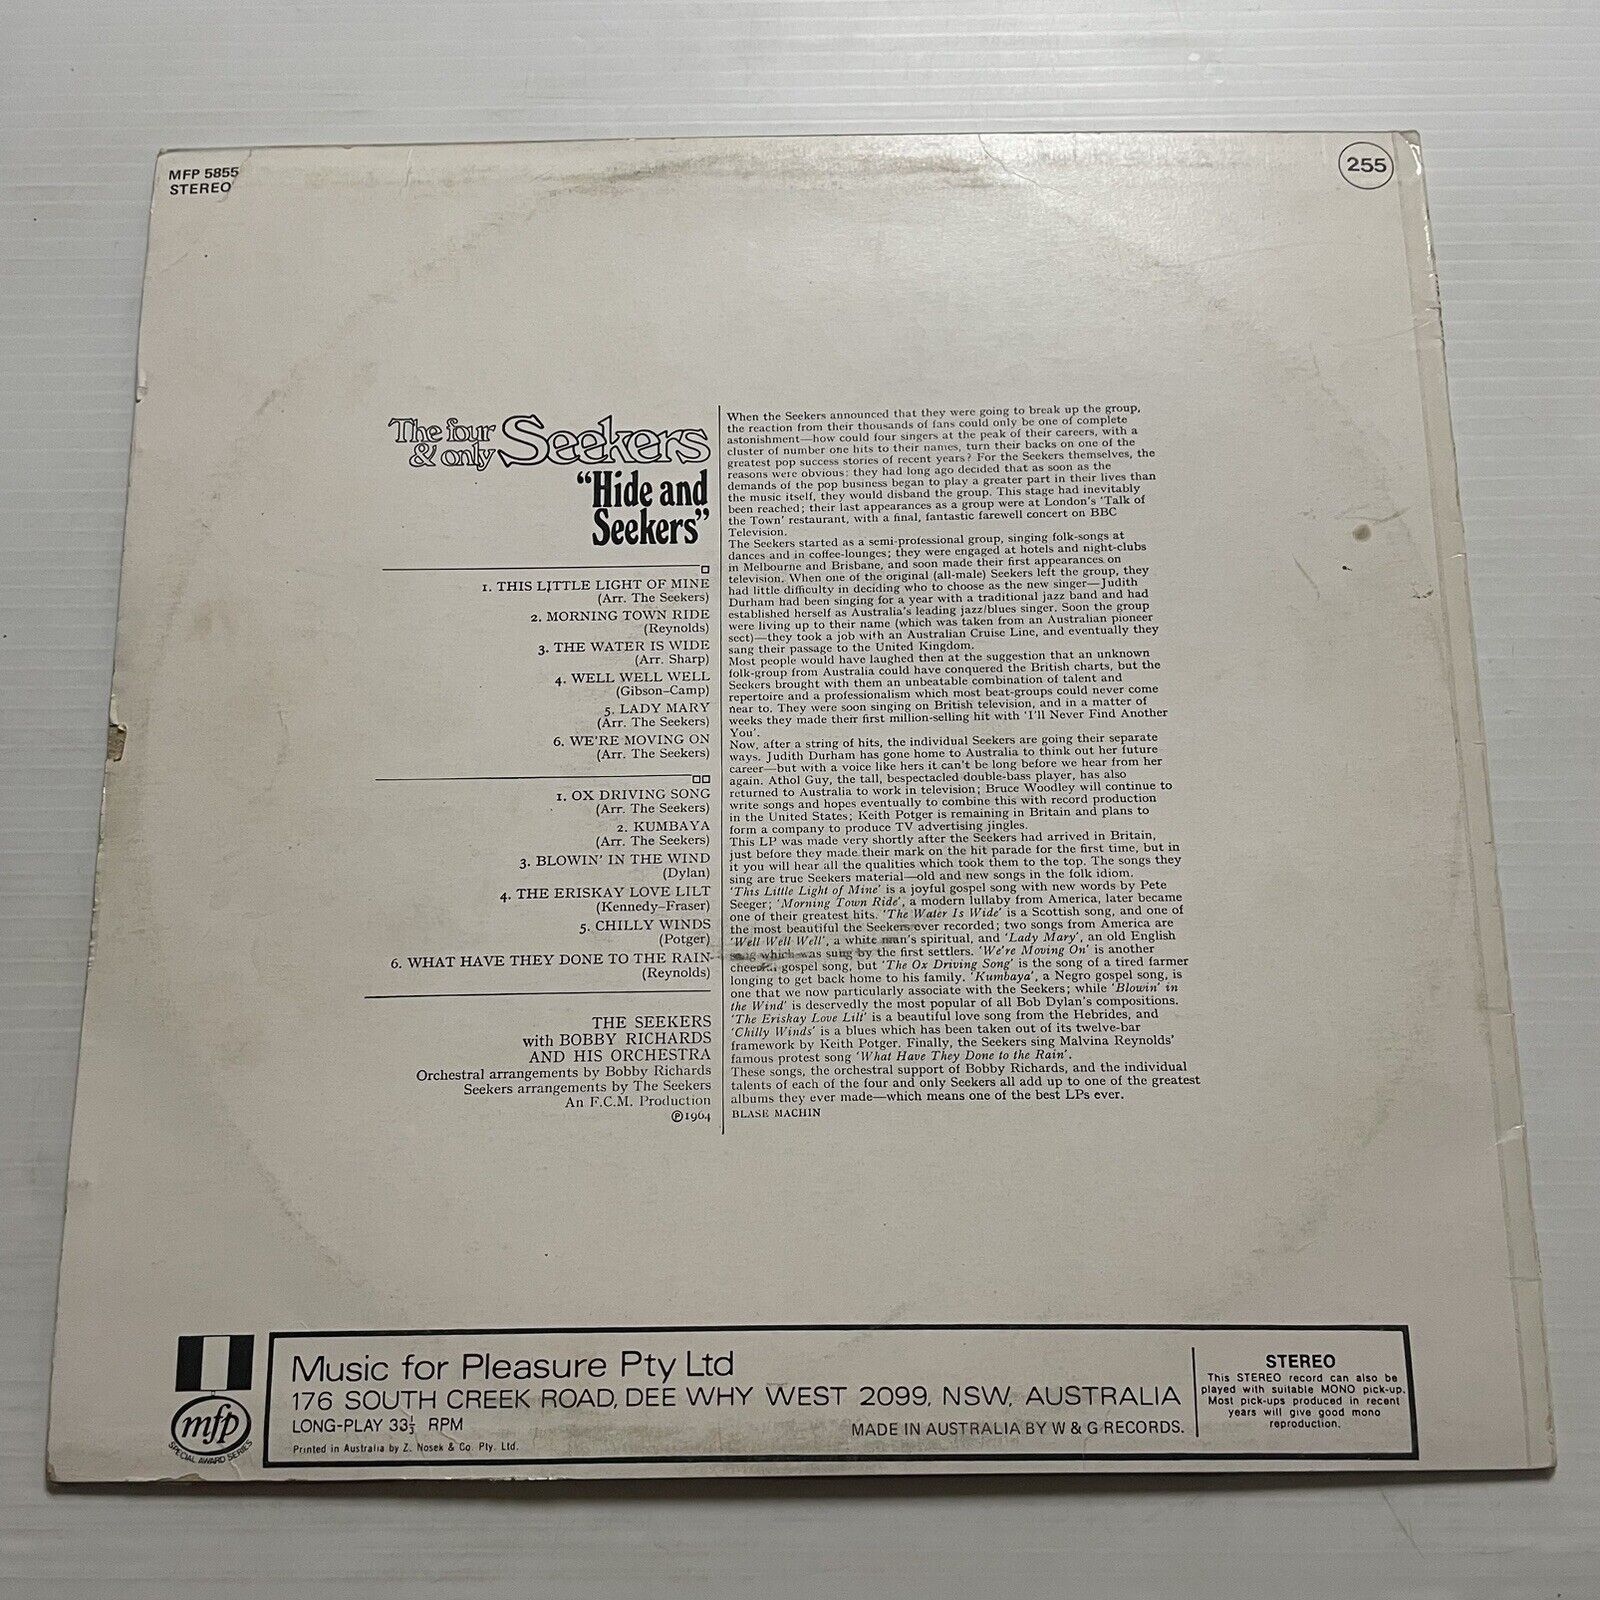 MFP 5855
STEREO
255
The four
& only Seekers
"Hide and
Seekers"
1. THIS LITTLE LIGHT OF MINE
(Arr. The Seekers)
2. MORNING TOWN RIDE
(Reynolds)
3. THE WATER IS WIDE
(Arr. Sharp)
4. WELL WELL WELL
(Gibson–Camp)
5. LADY MARY
(Arr. The Seekers)
6. WE'RE MOVING ON
(Arr. The Seekers)
1. OX DRIVING SONG
(Arr. The Seekers)
2. KUMBAYA
(Arr. The Seekers)
3. BLOWIN' IN THE WIND
(Dylan)
4. THE ERISKAY LOVE LILT
(Kennedy–Fraser)
5. CHILLY WINDS
(Potger)
6. WHAT HAVE THEY DONE TO THE RAIN
(Reynolds)
THE SEEKERS
with BOBBY RICHARDS
AND HIS ORCHESTRA
Orchestral arrangements by Bobby Richards
Seekers arrangements by The Seekers
An F.C.M. Production
℗1964
When the Seekers announced that they were going to break up the group,
the reaction from their thousands of fans could only be one of complete
astonishment—how could four singers at the peak of their careers, with a
cluster of number one hits to their names, turn their backs on one of the
greatest pop success stories of recent years? For the Seekers themselves, the
reasons were obvious: they had long ago decided that as soon as the
demands of the pop business began to play a greater part in their lives than
the music itself, they would disband the group. This stage had inevitably
been reached; their last appearances as a group were at London's 'Talk of
the Town' restaurant, with a final, fantastic farewell concert on BBC
Television.
The Seekers started as a semi-professional group, singing folk-songs at
dances and in coffee-lounges; they were engaged at hotels and night-clubs
in Melbourne and Brisbane, and soon made their first appearances on
television. When one of the original (all-male) Seekers left the group, they
had little difficulty in deciding who to choose as the new singer—Judith
Durham had been singing for a year with a traditional jazz band and had
established herself as Australia's leading jazz/blues singer. Soon the group
were living up to their name (which was taken from an Australian pioneer
sect)—they took a job with an Australian Cruise Line, and eventually they
sang their passage to the United Kingdom.
Most people would have laughed then at the suggestion that an unknown
folk-group from Australia could have conquered the British charts, but the
Seekers brought with them an unbeatable combination of talent and
repertoire and a professionalism which most beat-groups could never come
near to. They were soon singing on British television, and in a matter of
weeks they made their first million-selling hit with 'I'll Never Find Another
You'.
Now, after a string of hits, the individual Seekers are going their separate
ways. Judith Durham has gone home to Australia to think out her future
career—but with a voice like hers it can't be long before we hear from her
again. Athol Guy, the tall, bespectacled double-bass player, has also
returned to Australia to work in television; Bruce Woodley will continue to
write songs and hopes eventually to combine this with record production
in the United States; Keith Potger is remaining in Britain and plans to
form a company to produce TV advertising jingles.
This LP was made very shortly after the Seekers had arrived in Britain,
just before they made their mark on the hit parade for the first time, but in
it you will hear all the qualities which took them to the top. The songs they
sing are true Seekers material—old and new songs in the folk idiom.
'This Little Light of Mine' is a joyful gospel song with new words by Pete
Seeger; 'Morning Town Ride', a modern lullaby from America, later became
one of their greatest hits. 'The Water Is Wide' is a Scottish song, and one of
the most beautiful the Seekers ever recorded; two songs from America are
'Well Well Well', a white man's spiritual, and 'Lady Mary', an old English
song which was sung by the first settlers. 'We're Moving On' is another
cheerful gospel song, but 'The Ox Driving Song' is the song of a tired farmer
longing to get back home to his family. 'Kumbaya', a Negro gospel song, is
one that we now particularly associate with the Seekers; while 'Blowin' in
the Wind' is deservedly the most popular of all Bob Dylan's compositions.
'The Eriskay Love Lilt' is a beautiful love song from the Hebrides, and
'Chilly Winds' is a blues which has been taken out of its twelve-bar
framework by Keith Potger. Finally, the Seekers sing Malvina Reynolds'
famous protest song 'What Have They Done to the Rain'.
These songs, the orchestral support of Bobby Richards, and the individual
talents of each of the four and only Seekers all add up to one of the greatest
albums they ever made—which means one of the best LPs ever.
BLASE MACHIN
mfp
SPECIAL AWARD SERIES
Music for Pleasure Pty Ltd
176 SOUTH CREEK ROAD, DEE WHY WEST 2099, NSW, AUSTRALIA
LONG-PLAY 33⅓ RPM
MADE IN AUSTRALIA BY W & G RECORDS.
Printed in Australia by Z. Nosek & Co. Pty. Ltd.
STEREO
This STEREO record can also be
played with suitable MONO pick-up.
Most pick-ups produced in recent
years will give good mono
reproduction.